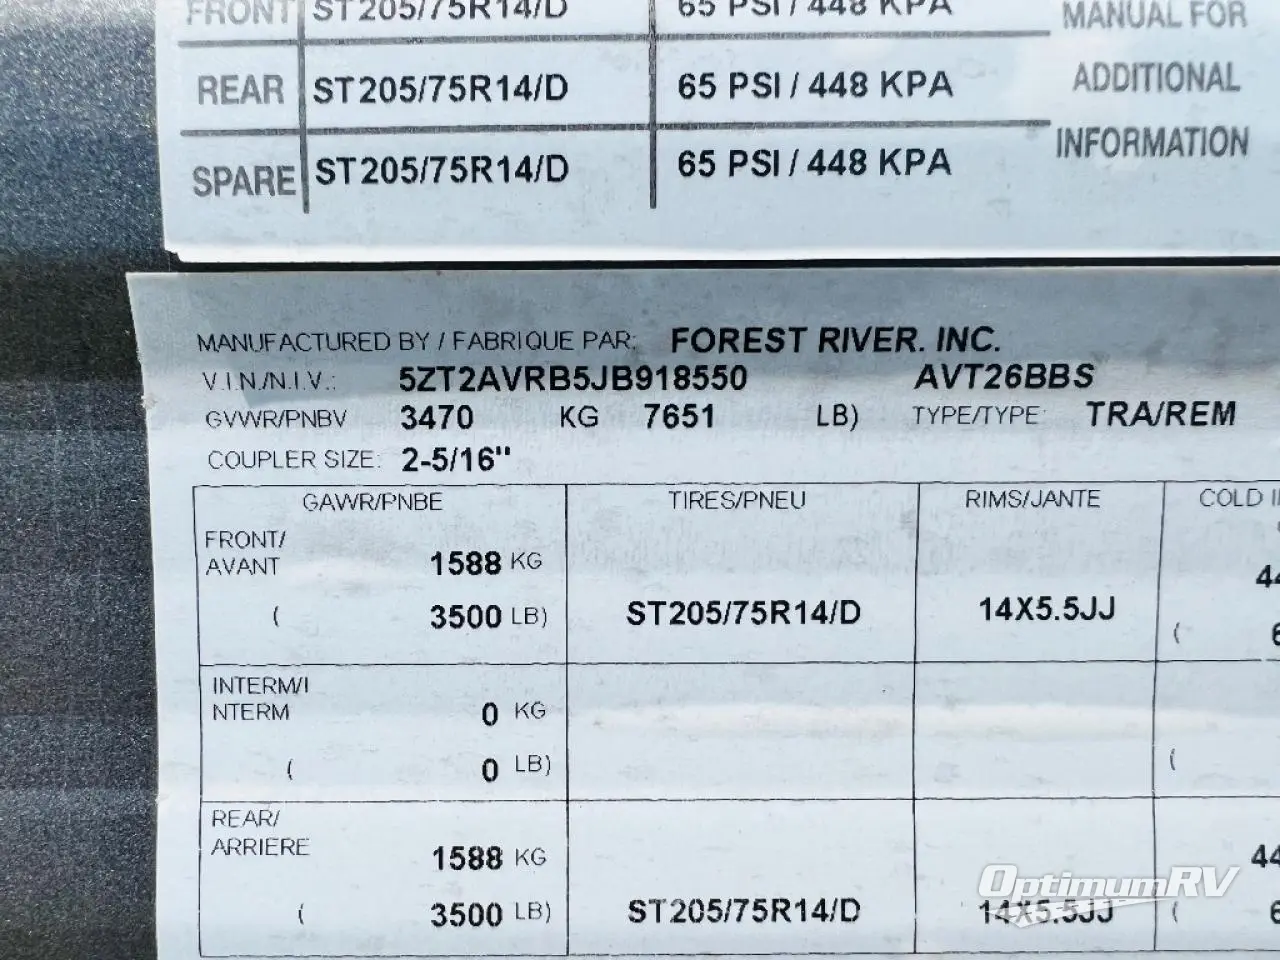 FRONT ST205/75R14/D 65 PSI / 448 KPA MANUAL FOR
REAR ST205/75R14/D 65 PSI / 448 KPA ADDITIONAL
SPARE ST205/75R14/D 65 PSI / 448 KPA INFORMATION
MANUFACTURED BY / FABRIQUE PAR: FOREST RIVER. INC.
V.I.N./N.I.V.: 5ZT2AVRB5JB918550 AVT26BBS
GVWR/PNBV 3470 KG 7651 LB) TYPE/TYPE: TRA/REM
COUPLER SIZE: 2-5/16"
GAWR/PNBE TIRES/PNEU RIMS/JANTE COLD
FRONT/
AVANT 1588 KG
( 3500 LB) ST205/75R14/D 14X5.5JJ (
INTERM/I
NTERM 0 KG
( 0 LB) (
REAR/
ARRIERE 1588 KG
( 3500 LB) ST205/75R14/D 14X5.5JJ (
OptimumRV